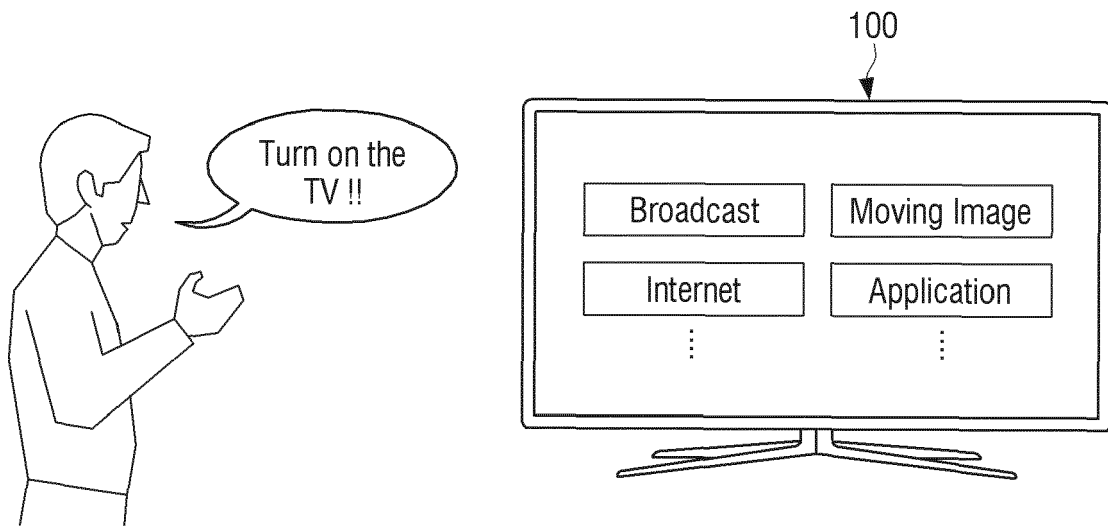 100
Turn on the
TV !!
Broadcast
Moving Image
Internet
Application